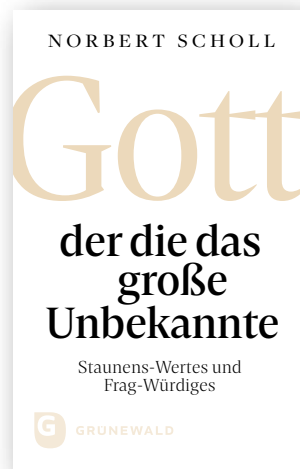 NORBERT SCHOLL
Gott
der die das
große
Unbekannte
Staunens-Wertes und
Frag-Würdiges
G GRÜNEWALD